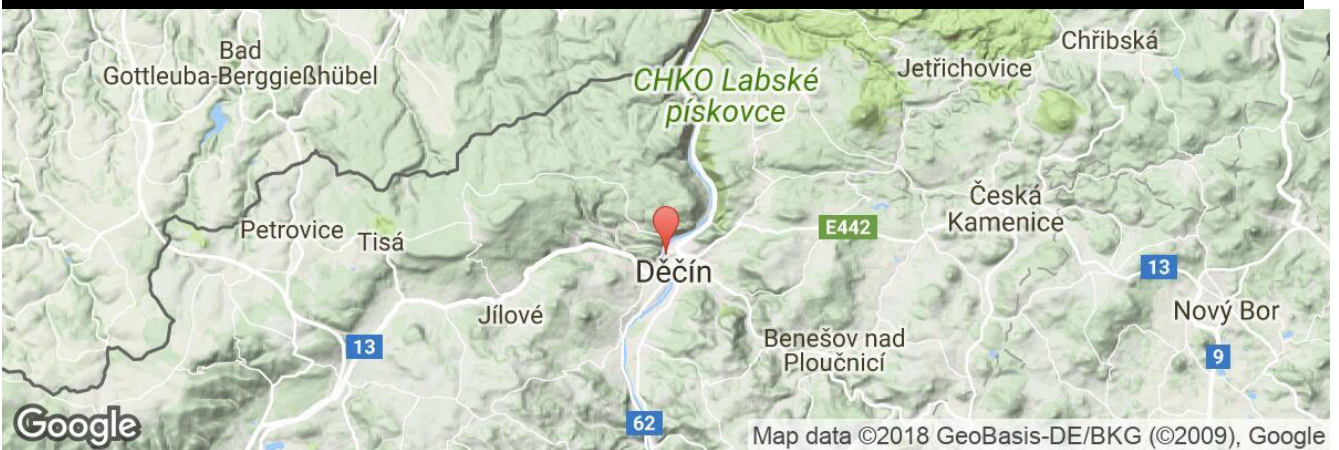 Bad
Gottleuba-Berggießhübel
Chřibská
Jetřichovice
CHKO Labské
pískovce
Česká
Kamenice
Petrovice
Tisá
E442
Děčín
13
Jílové
Nový Bor
13
Benešov nad
Ploučnicí
9
62
Google
Map data ©2018 GeoBasis-DE/BKG (©2009), Google